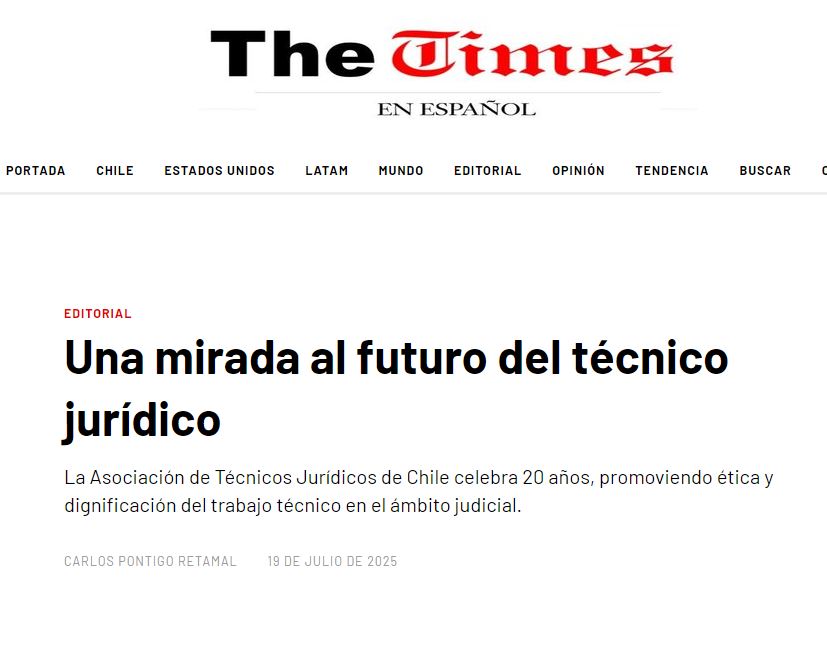 The Times
EN ESPAÑOL
PORTADA CHILE ESTADOS UNIDOS LATAM MUNDO EDITORIAL OPINIÓN TENDENCIA BUSCAR
EDITORIAL
Una mirada al futuro del técnico
jurídico
La Asociación de Técnicos Jurídicos de Chile celebra 20 años, promoviendo ética y
dignificación del trabajo técnico en el ámbito judicial.
CARLOS PONTIGO RETAMAL 19 DE JULIO DE 2025